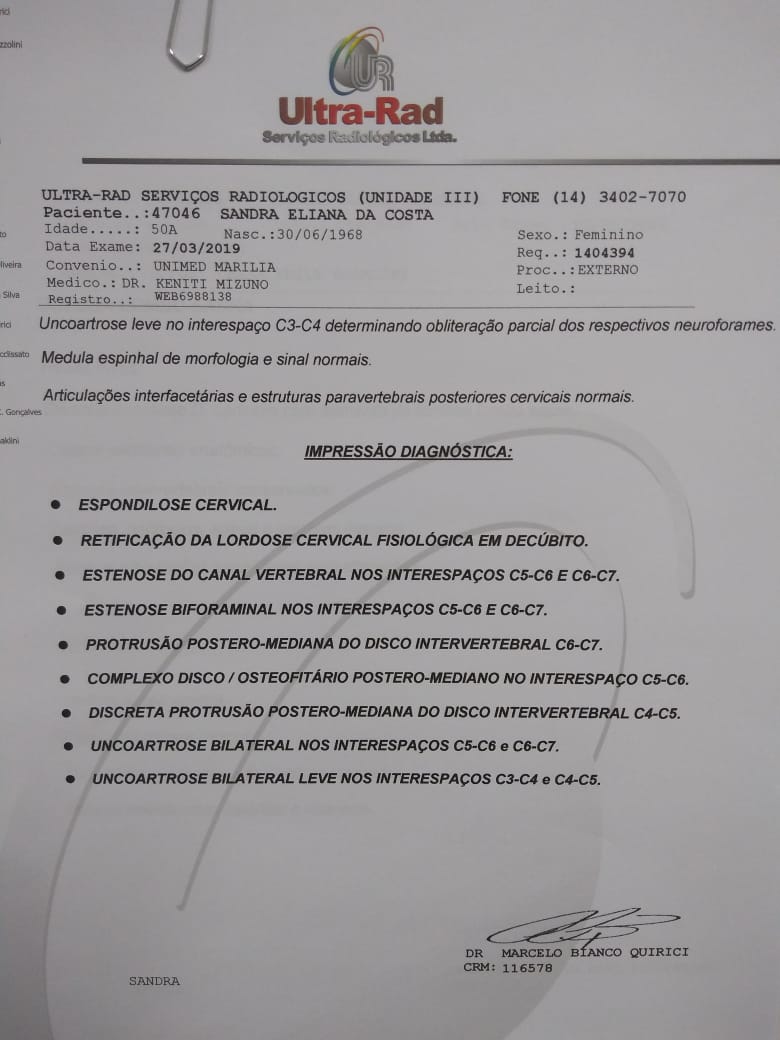 rici
zzolini
UR
Ultra-Rad
Serviços Radiológicos Ltda.
ULTRA-RAD SERVIÇOS RADIOLOGICOS (UNIDADE III) FONE (14) 3402-7070
Paciente..:47046 SANDRA ELIANA DA COSTA
Idade.....: 50A Nasc.:30/06/1968 Sexo.: Feminino
Data Exame: 27/03/2019 Req..: 1404394
Convenio..: UNIMED MARILIA Proc..:EXTERNO
Medico.: DR. KENITI MIZUNO Leito.:
Registro..: WEB6988138
to
liveira
Silva
rici
cclissato
as
C. Gonçalves
aklini
Uncoartrose leve no interespaço C3-C4 determinando obliteração parcial dos respectivos neuroforames.
Medula espinhal de morfologia e sinal normais.
Articulações interfacetárias e estruturas paravertebrais posteriores cervicais normais.
IMPRESSÃO DIAGNÓSTICA:
● ESPONDILOSE CERVICAL.
● RETIFICAÇÃO DA LORDOSE CERVICAL FISIOLÓGICA EM DECÚBITO.
● ESTENOSE DO CANAL VERTEBRAL NOS INTERESPAÇOS C5-C6 E C6-C7.
● ESTENOSE BIFORAMINAL NOS INTERESPAÇOS C5-C6 E C6-C7.
● PROTRUSÃO POSTERO-MEDIANA DO DISCO INTERVERTEBRAL C6-C7.
● COMPLEXO DISCO / OSTEOFITÁRIO POSTERO-MEDIANO NO INTERESPAÇO C5-C6.
● DISCRETA PROTRUSÃO POSTERO-MEDIANA DO DISCO INTERVERTEBRAL C4-C5.
● UNCOARTROSE BILATERAL NOS INTERESPAÇOS C5-C6 e C6-C7.
● UNCOARTROSE BILATERAL LEVE NOS INTERESPAÇOS C3-C4 e C4-C5.
DR MARCELO BIANCO QUIRICI
CRM: 116578
SANDRA